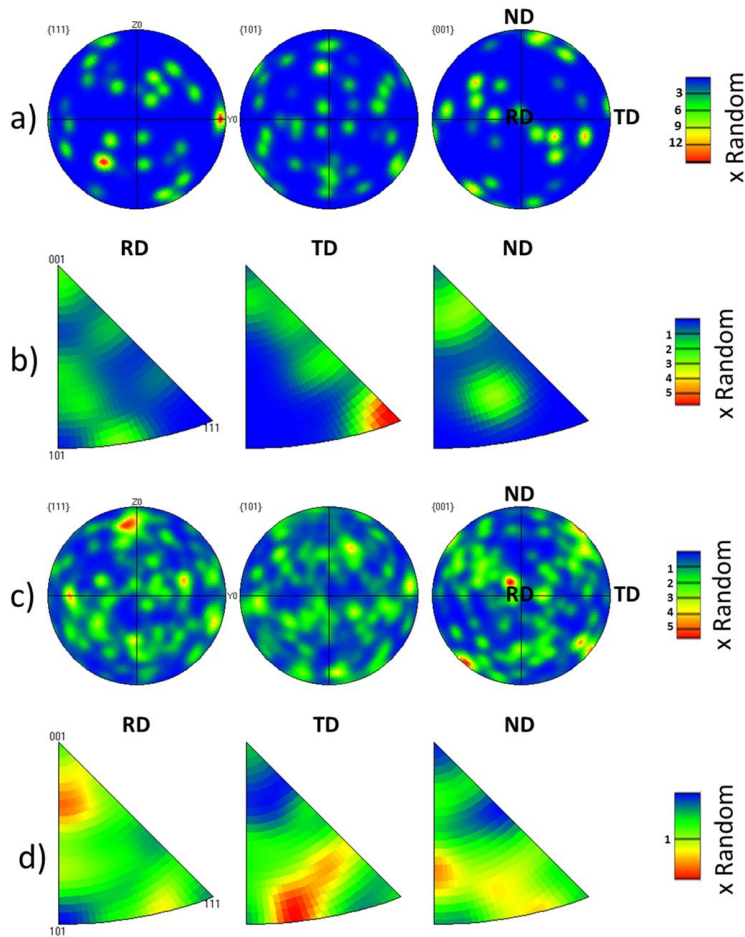 ND
{111}
Z0
{101}
{001}
a)
Y0
RD
TD
3
6
9
12
x Random
RD
TD
ND
001
b)
101
111
1
2
3
4
5
x Random
ND
{111}
Z0
{101}
{001}
c)
Y0
RD
TD
1
2
3
4
5
x Random
RD
TD
ND
001
d)
101
111
1
x Random